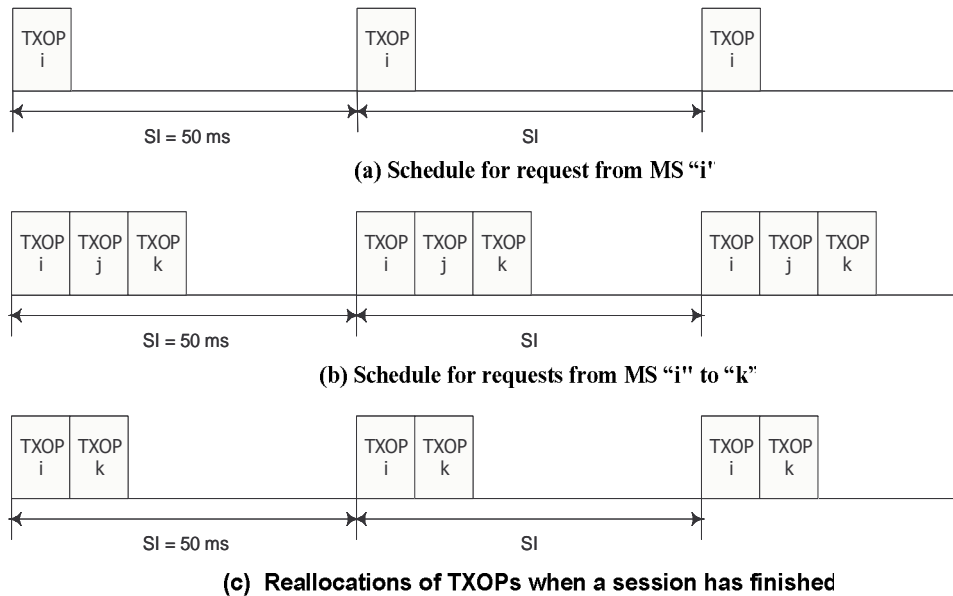 TXOP TXOP TXOP
i i i
SI = 50 ms SI
(a) Schedule for request from MS “i"
TXOP TXOP TXOP TXOP TXOP TXOP TXOP TXOP TXOP
i j k i j k i j k
SI = 50 ms SI
(b) Schedule for requests from MS “i" to “k”
TXOP TXOP TXOP TXOP TXOP TXOP
i k i k i k
SI = 50 ms SI
(c) Reallocations of TXOPs when a session has finished